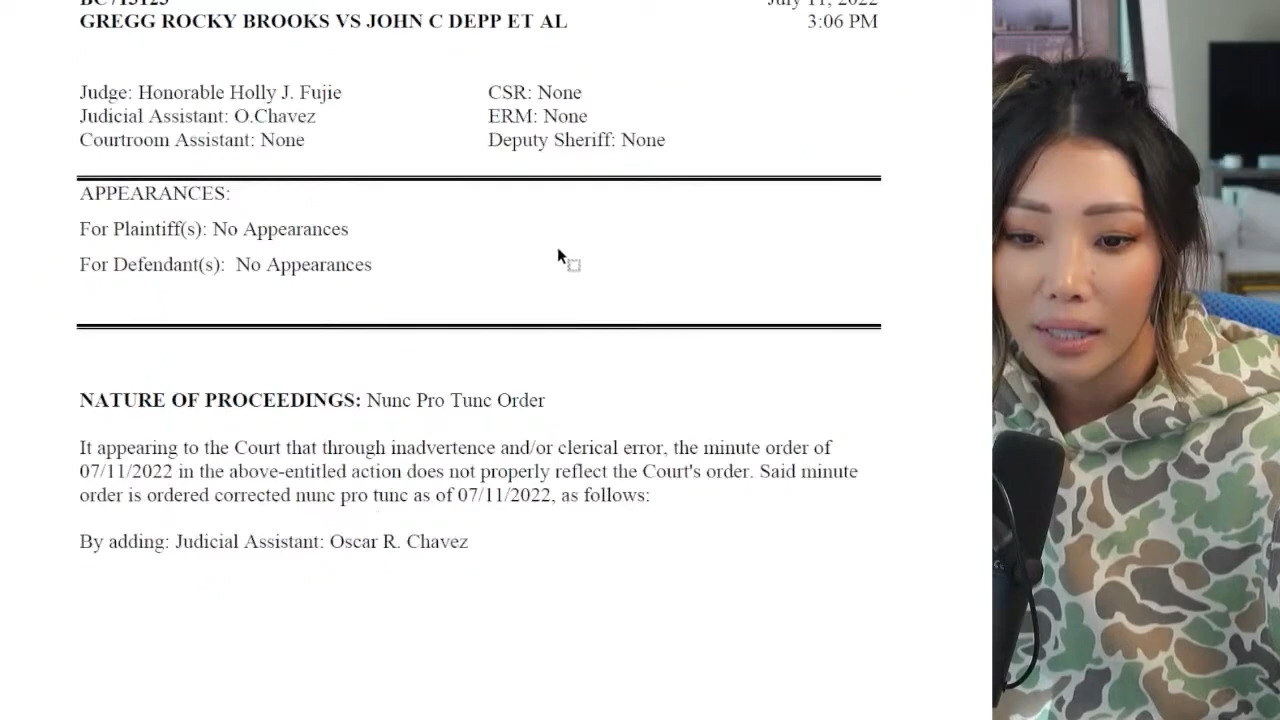 GREGG ROCKY BROOKS VS JOHN C DEPP ET AL
July 11, 2022
3:06 PM
Judge: Honorable Holly J. Fujie
Judicial Assistant: O.Chavez
Courtroom Assistant: None
CSR: None
ERM: None
Deputy Sheriff: None
APPEARANCES:
For Plaintiff(s): No Appearances
For Defendant(s): No Appearances
NATURE OF PROCEEDINGS: Nunc Pro Tunc Order
It appearing to the Court that through inadvertence and/or clerical error, the minute order of
07/11/2022 in the above-entitled action does not properly reflect the Court's order. Said minute
order is ordered corrected nunc pro tunc as of 07/11/2022, as follows:
By adding: Judicial Assistant: Oscar R. Chavez